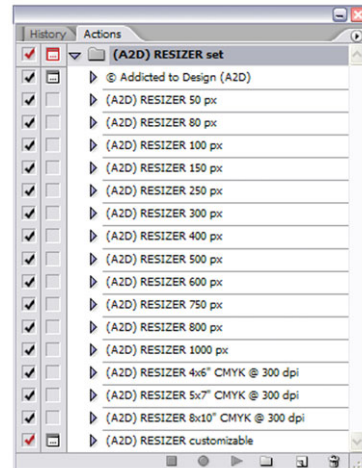 History Actions
(A2D) RESIZER set
© Addicted to Design (A2D)
(A2D) RESIZER 50 px
(A2D) RESIZER 80 px
(A2D) RESIZER 100 px
(A2D) RESIZER 150 px
(A2D) RESIZER 250 px
(A2D) RESIZER 300 px
(A2D) RESIZER 400 px
(A2D) RESIZER 500 px
(A2D) RESIZER 600 px
(A2D) RESIZER 750 px
(A2D) RESIZER 800 px
(A2D) RESIZER 1000 px
(A2D) RESIZER 4x6" CMYK @ 300 dpi
(A2D) RESIZER 5x7" CMYK @ 300 dpi
(A2D) RESIZER 8x10" CMYK @ 300 dpi
(A2D) RESIZER customizable